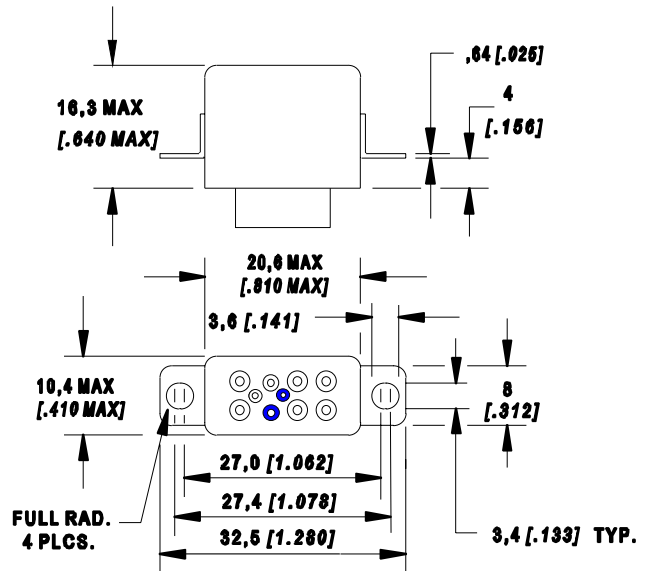 ,64 [.025]
4
[.156]
16,3 MAX
[.640 MAX]
20,6 MAX
[.810 MAX]
3,6 [.141]
10,4 MAX
[.410 MAX]
8
[.312]
27,0 [1.062]
27,4 [1.078]
32,5 [1.280]
FULL RAD.
4 PLCS.
3,4 [.133] TYP.